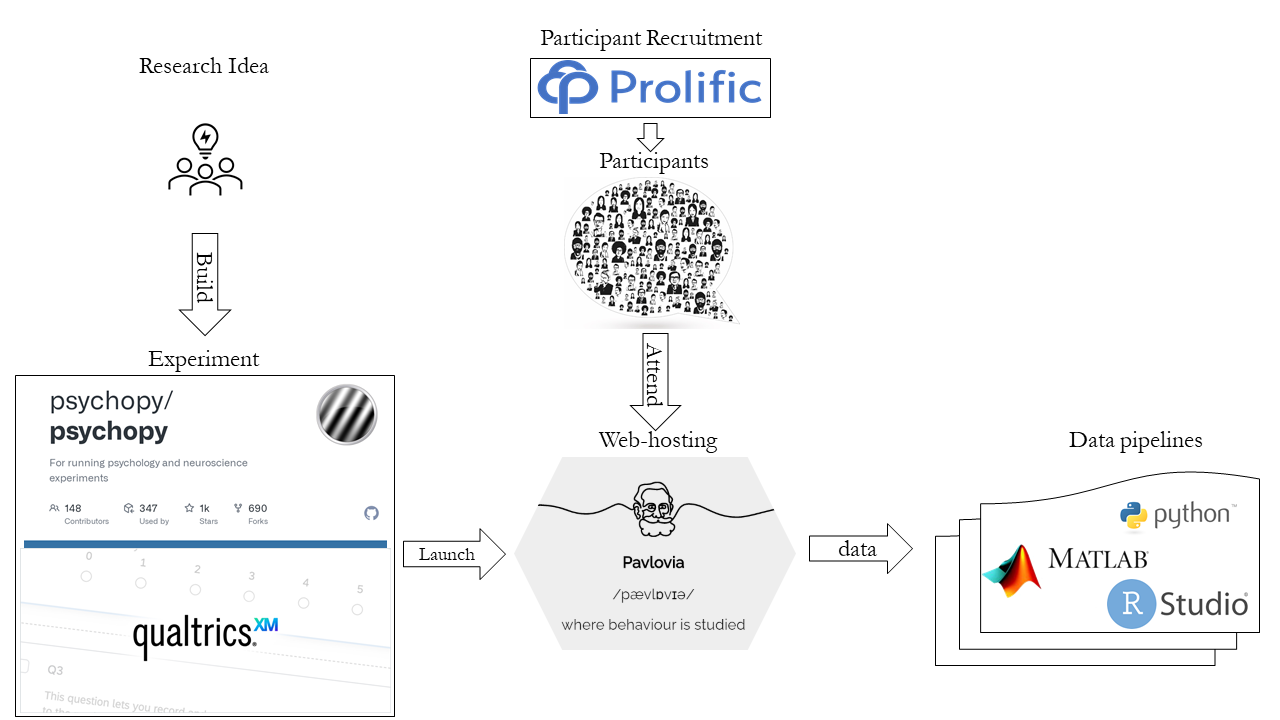 Research Idea
Build
Experiment
psychopy/
psychopy
For running psychology and neuroscience
experiments
148
Contributors
347
Used by
1k
Stars
690
Forks
0
1
2
3
4
5
qualtrics.XM
Q3
This question lets you record
to the
Launch
Participant Recruitment
Prolific
Participants
Attend
Web-hosting
Pavlovia
/pævlɒvɪə/
where behaviour is studied
data
Data pipelines
python™
MATLAB®
R Studio®